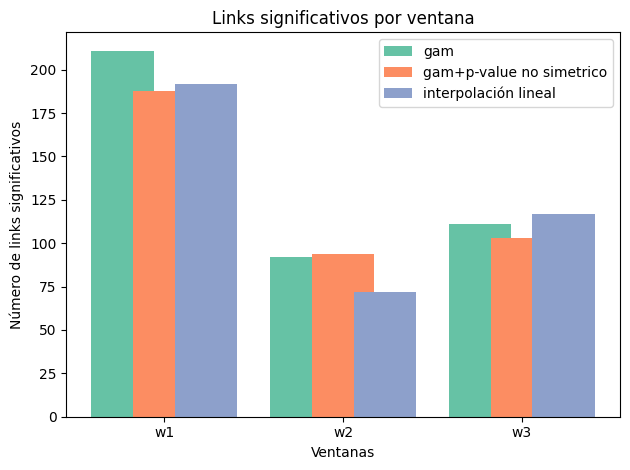 Links significativos por ventana
gam
gam+p-value no simetrico
interpolación lineal
Número de links significativos
200
175
150
125
100
75
50
25
0
w1
w2
w3
Ventanas